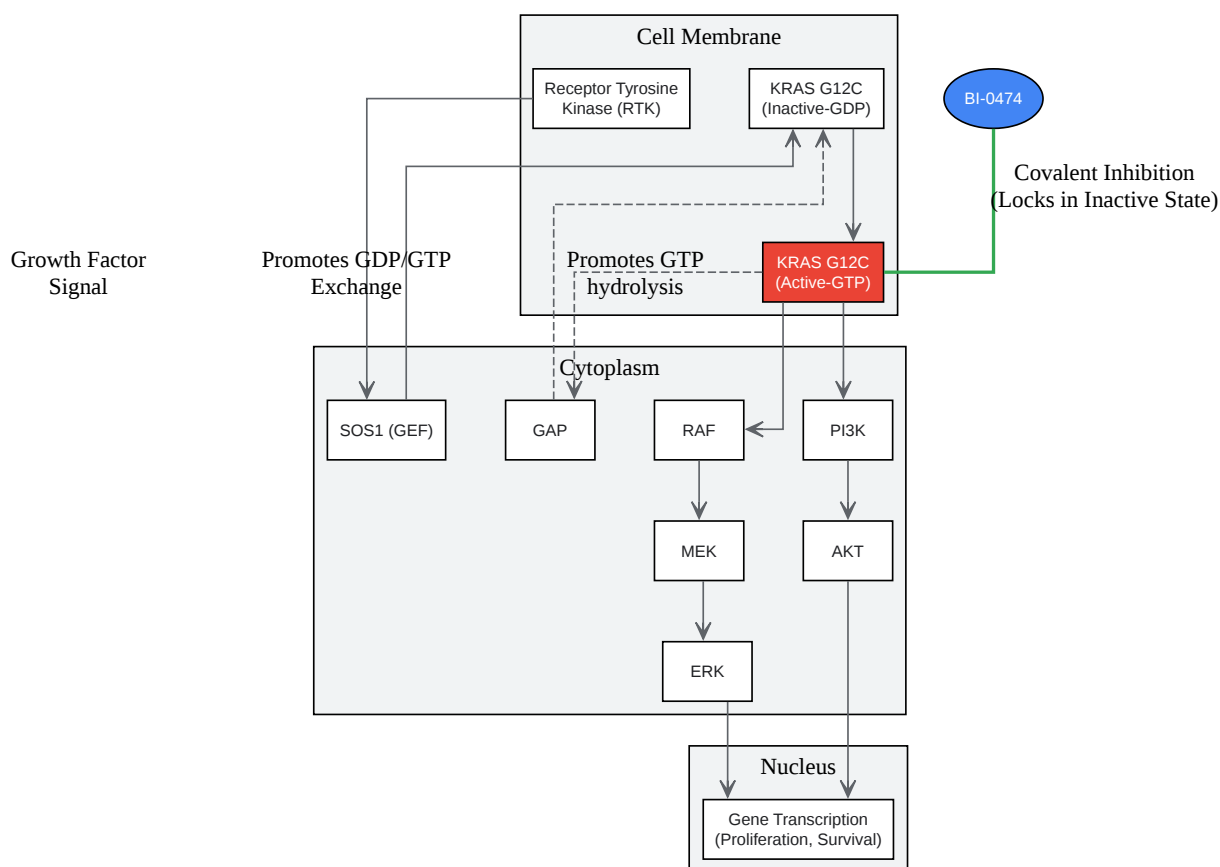 Cell Membrane
Receptor Tyrosine
Kinase (RTK)
KRAS G12C
(Inactive-GDP)
BI-0474
Covalent Inhibition
(Locks in Inactive State)
Growth Factor
Signal
Promotes GDP/GTP
Exchange
Promotes GTP
hydrolysis
KRAS G12C
(Active-GTP)
Cytoplasm
SOS1 (GEF)
GAP
RAF
PI3K
MEK
AKT
ERK
Nucleus
Gene Transcription
(Proliferation, Survival)